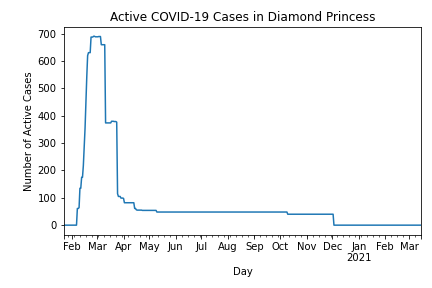 Active COVID-19 Cases in Diamond Princess
700
600
500
400
300
200
100
0
Number of Active Cases
Feb Mar Apr May Jun Jul Aug Sep Oct Nov Dec Jan Feb Mar
2021
Day